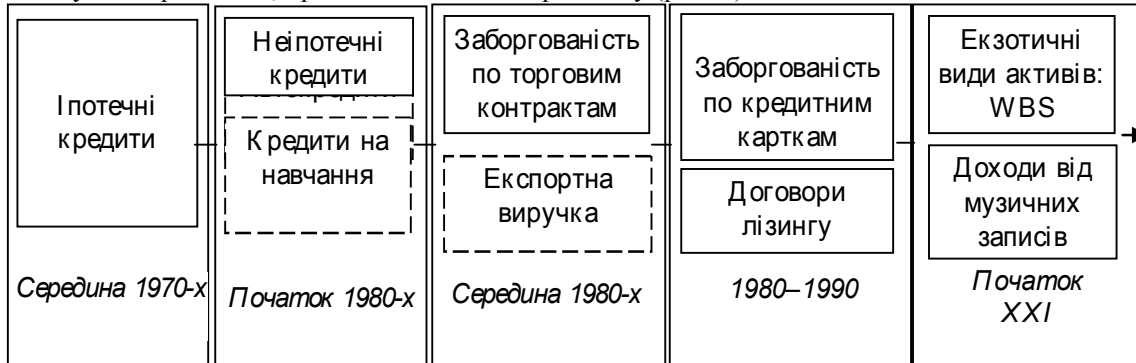 Іпотечні
кредити
Середина 1970-х
Неіпотечні
кредити
Кредити на
навчання
Початок 1980-х
Заборгованість
по торговим
контрактам
Експортна
виручка
Середина 1980-х
Заборгованість
по кредитним
карткам
Договори
лізингу
1980–1990
Екзотичні
види активів:
WBS
Доходи від
музичних
записів
Початок
XXI